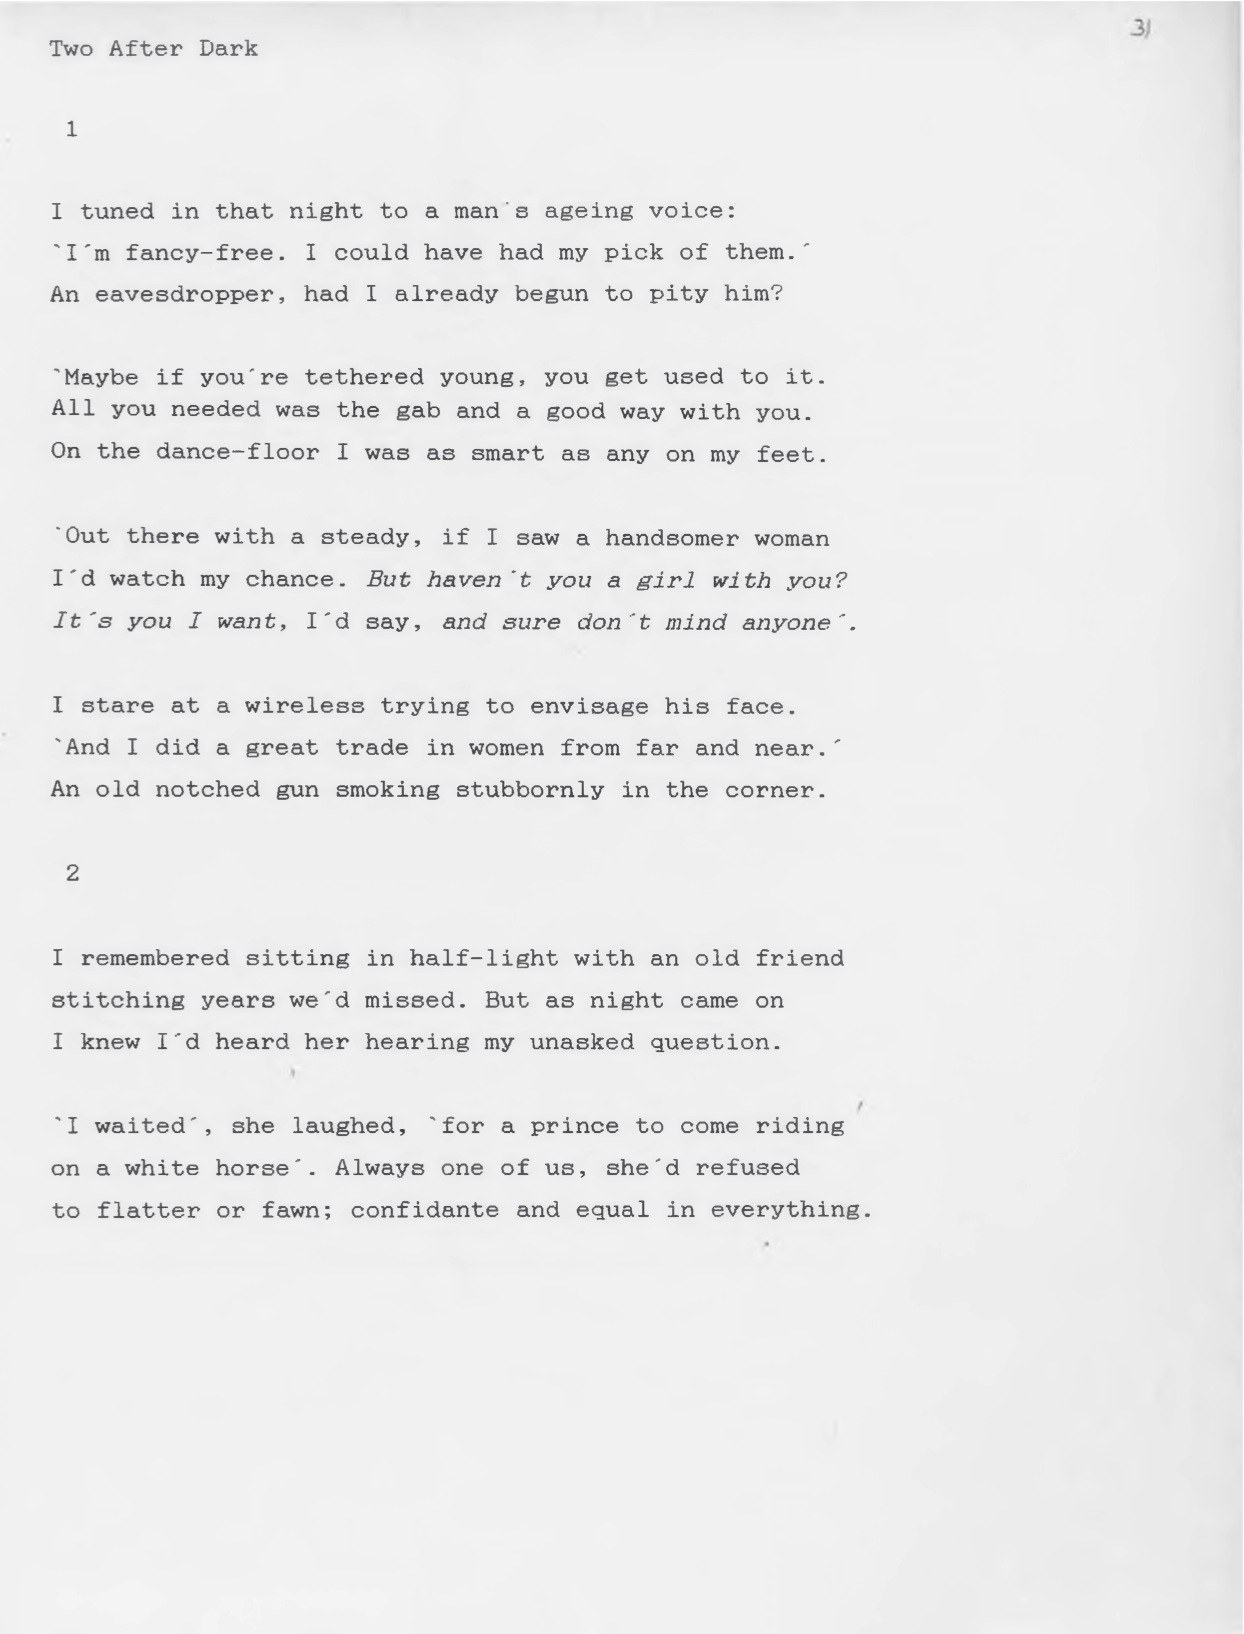 31
Two After Dark
1
I tuned in that night to a man´s ageing voice:
`I´m fancy-free. I could have had my pick of them.´
An eavesdropper, had I already begun to pity him?
`Maybe if you´re tethered young, you get used to it.
All you needed was the gab and a good way with you.
On the dance-floor I was as smart as any on my feet.
`Out there with a steady, if I saw a handsomer woman
I´d watch my chance. But haven´t you a girl with you?
It´s you I want, I´d say, and sure don´t mind anyone´.
I stare at a wireless trying to envisage his face.
`And I did a great trade in women from far and near.´
An old notched gun smoking stubbornly in the corner.
2
I remembered sitting in half-light with an old friend
stitching years we´d missed. But as night came on
I knew I´d heard her hearing my unasked question.
`I waited´, she laughed, `for a prince to come riding
on a white horse´. Always one of us, she´d refused
to flatter or fawn; confidante and equal in everything.